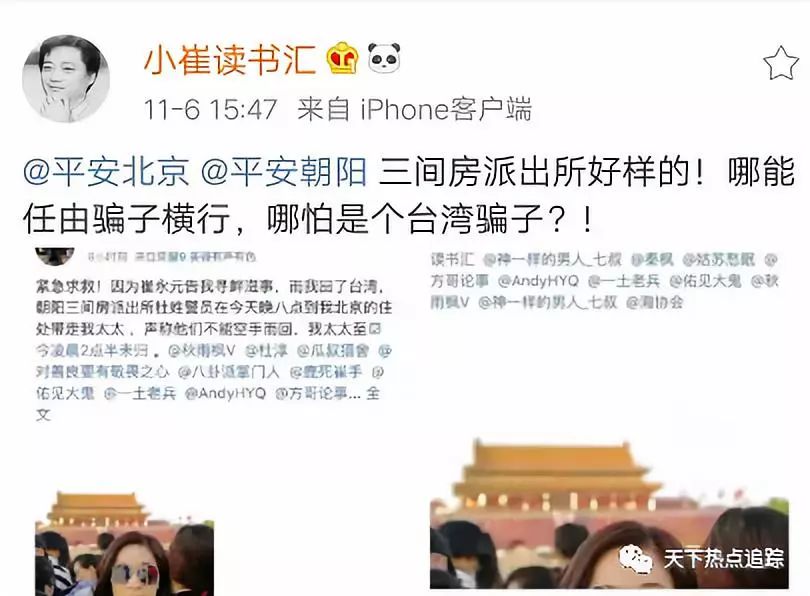 小崔读书汇
11-6 15:47 来自 iPhone客户端
@平安北京 @平安朝阳 三间房派出所好样的！哪能
任由骗子横行，哪怕是个台湾骗子？!
紧急求救！因为崔永元告我寻衅滋事，而我回了台湾，
朝阳三间房派出所杜姓警员在今天晚八点到我北京的住
处带走我太太，声称他们不能空手而回，我太太至
今凌晨2点半未归。@秋雨枫V @杜淳 @瓜叔猫舍 @
对善良要有敬畏之心 @八卦派掌门人 @鹿死崔手 @
佑见大鬼 @一土老兵 @AndyHYQ @方哥论事... 全
文
读书汇 @神一样的男人_七叔 @秦枫 @姑苏慕瑕 @
方哥论事 @AndyHYQ @一土老兵 @佑见大鬼 @秋
雨枫V @神一样的男人_七叔 @瀚协会
天下热点追踪